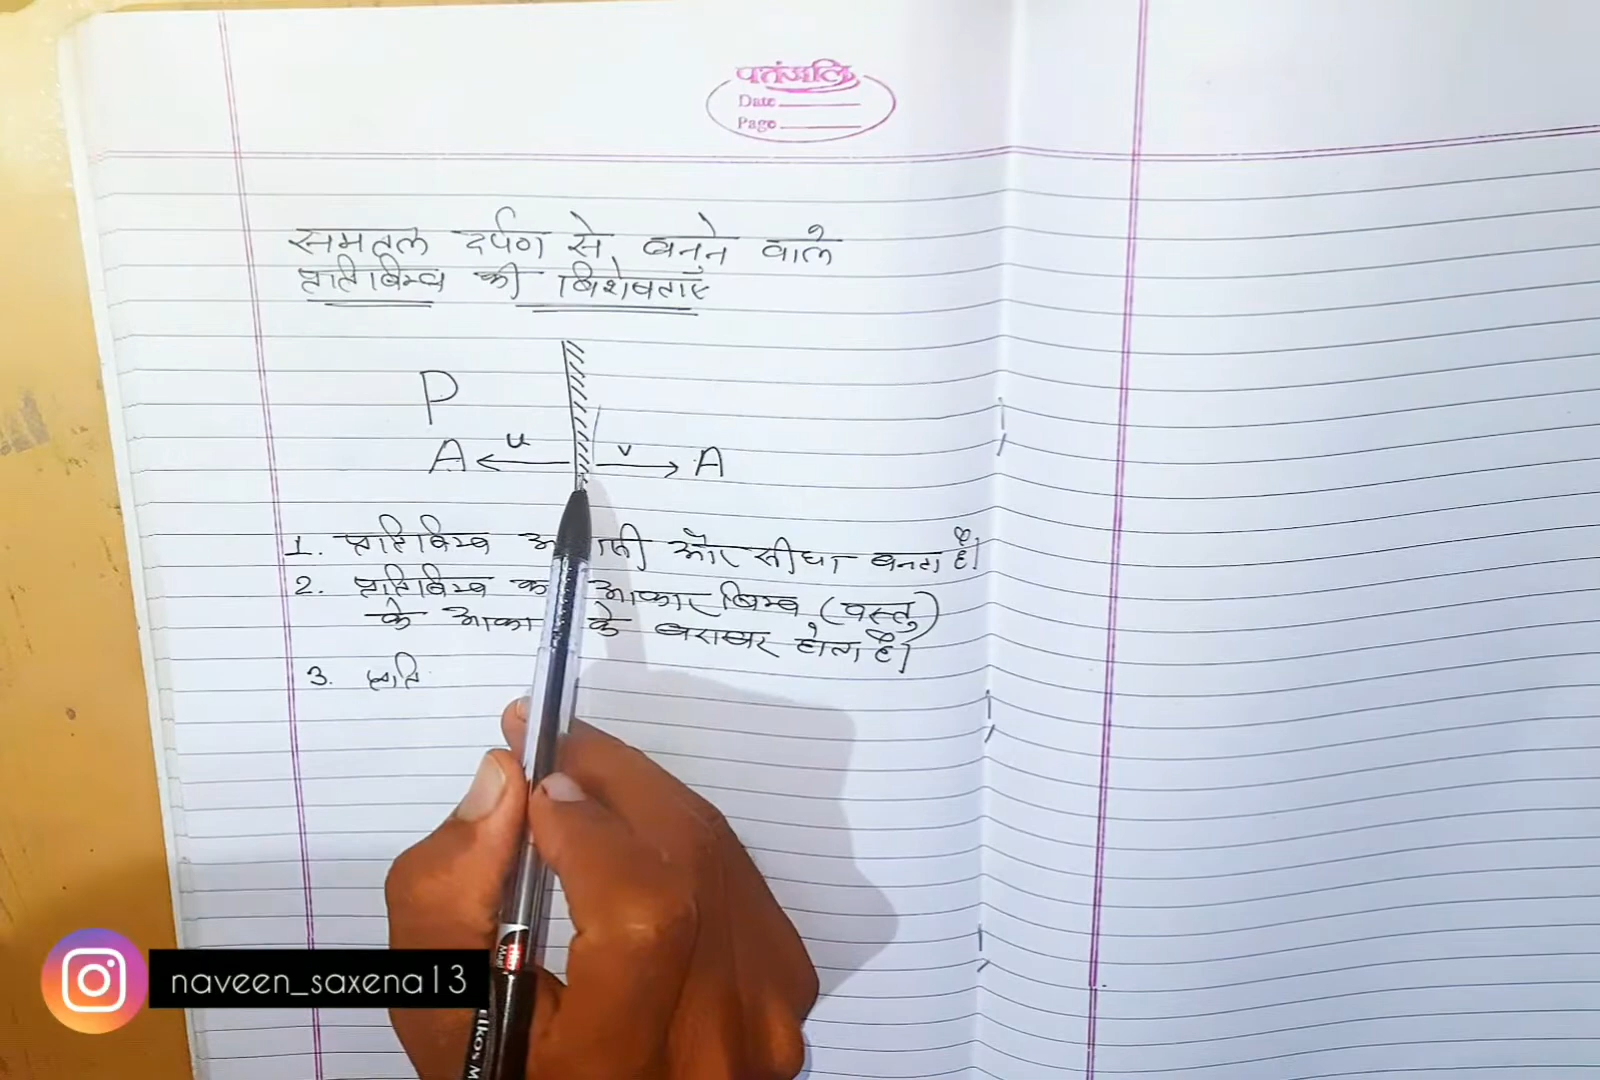 पतंजलि
Date
Page
समतल दर्पण से बनने वाले
प्रतिबिम्ब की विशेषताएँ
P
A u v A
1. प्रतिबिम्ब और सीधा बनता है।
2. प्रतिबिम्ब का आकार बिम्ब (वस्तु)
के आकार के बराबर होता है।
3. प्रति
naveen_saxena13